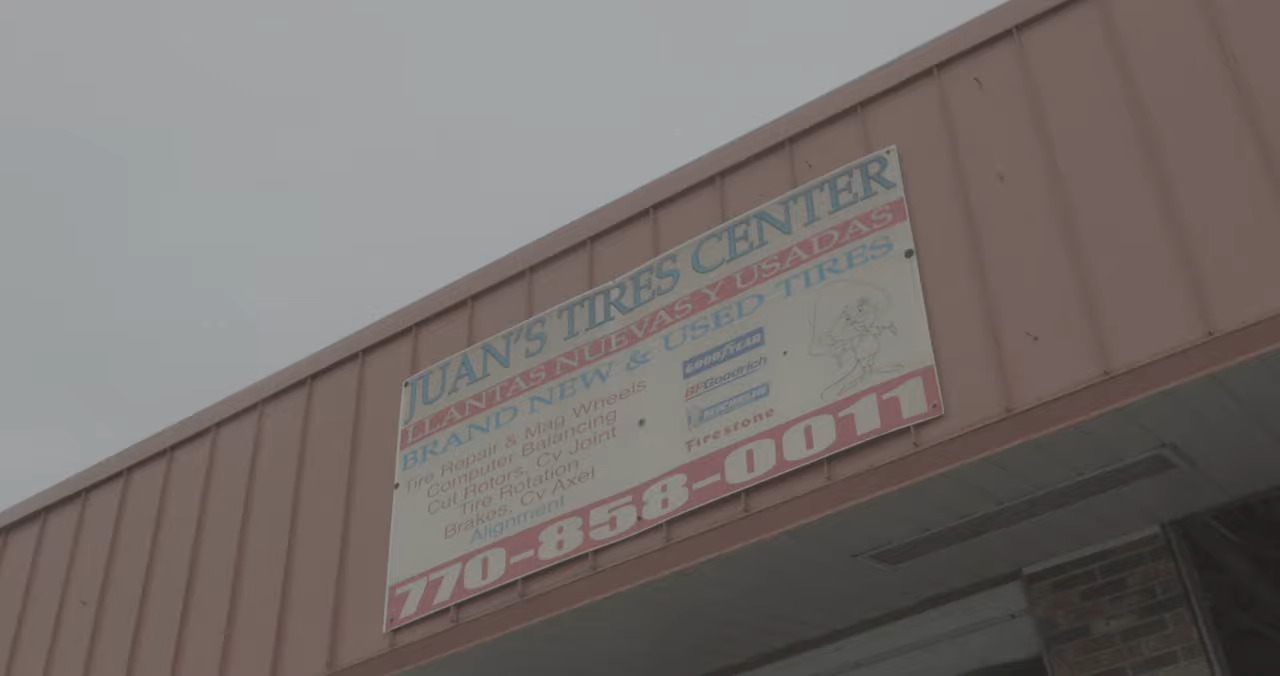 JUAN'S TIRES CENTER
LLANTAS NUEVAS Y USADAS
BRAND NEW & USED TIRES
Tire Repair & Mag Wheels
Computer Balancing
Cut Rotors, Cv Joint
Tire Rotation
Brakes, Cv Axel
Alignment
GOODYEAR
BFGoodrich
MICHELIN
Firestone
770-858-0011